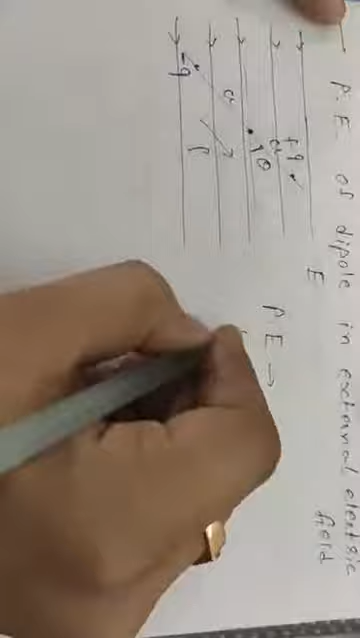 P.E of dipole in external electric
field
E
+q
a
θ
a
P
-q
P E →